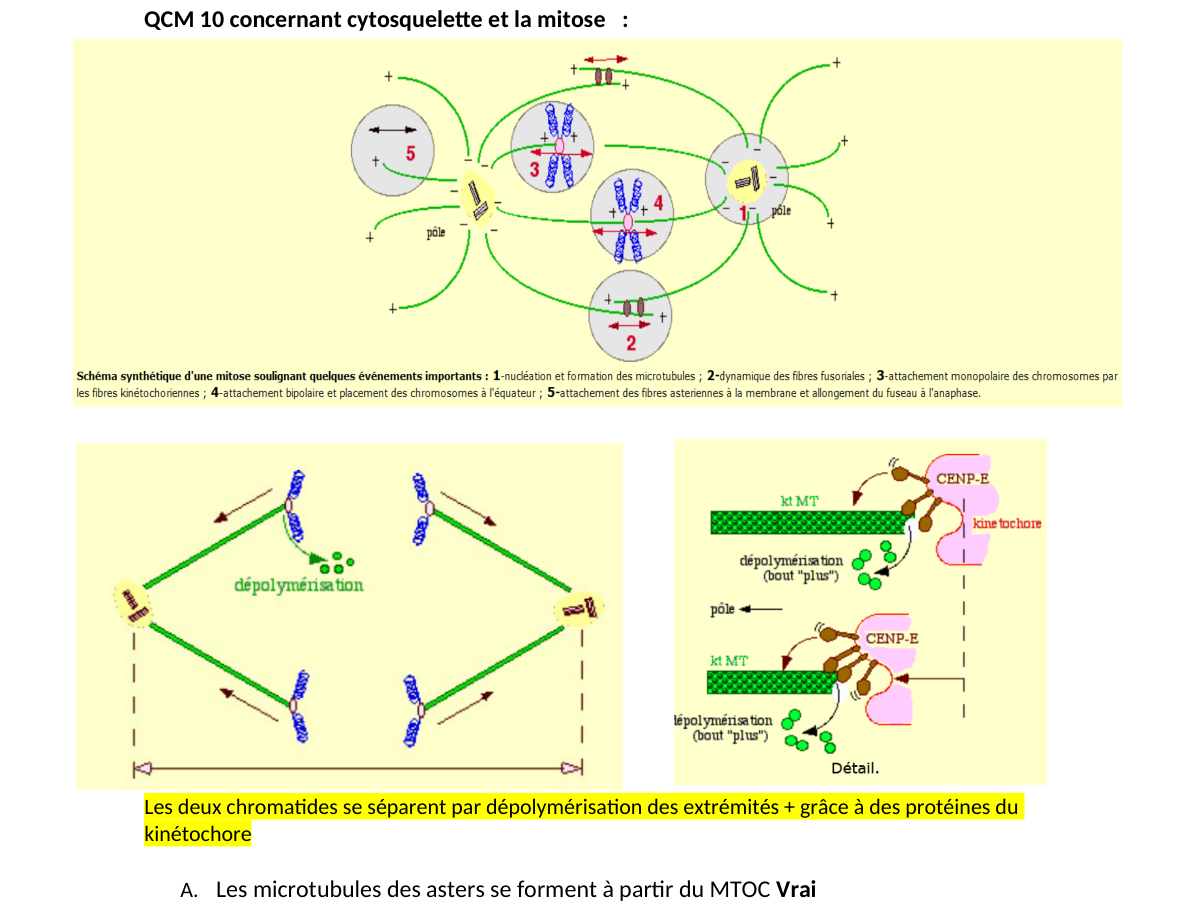 QCM 10 concernant cytosquelette et la mitose :
+
+
+
+
+
5
+
+
+
3
4
+
+
1
pôle
+
pôle
+
+
+
+
+
2
Schéma synthétique d'une mitose soulignant quelques événements importants : 1-nucléation et formation des microtubules ; 2-dynamique des fibres fusoriales ; 3-attachement monopolaire des chromosomes par
les fibres kinétochoriennes ; 4-attachement bipolaire et placement des chromosomes à l'équateur ; 5-attachement des fibres asteriennes à la membrane et allongement du fuseau à l'anaphase.
dépolymérisation
CENP-E
kt MT
kinetochore
dépolymérisation
(bout "plus")
pôle
CENP-E
kt MT
lépolymérisation
(bout "plus")
Détail.
Les deux chromatides se séparent par dépolymérisation des extrémités + grâce à des protéines du
kinétochore
A. Les microtubules des asters se forment à partir du MTOC Vrai